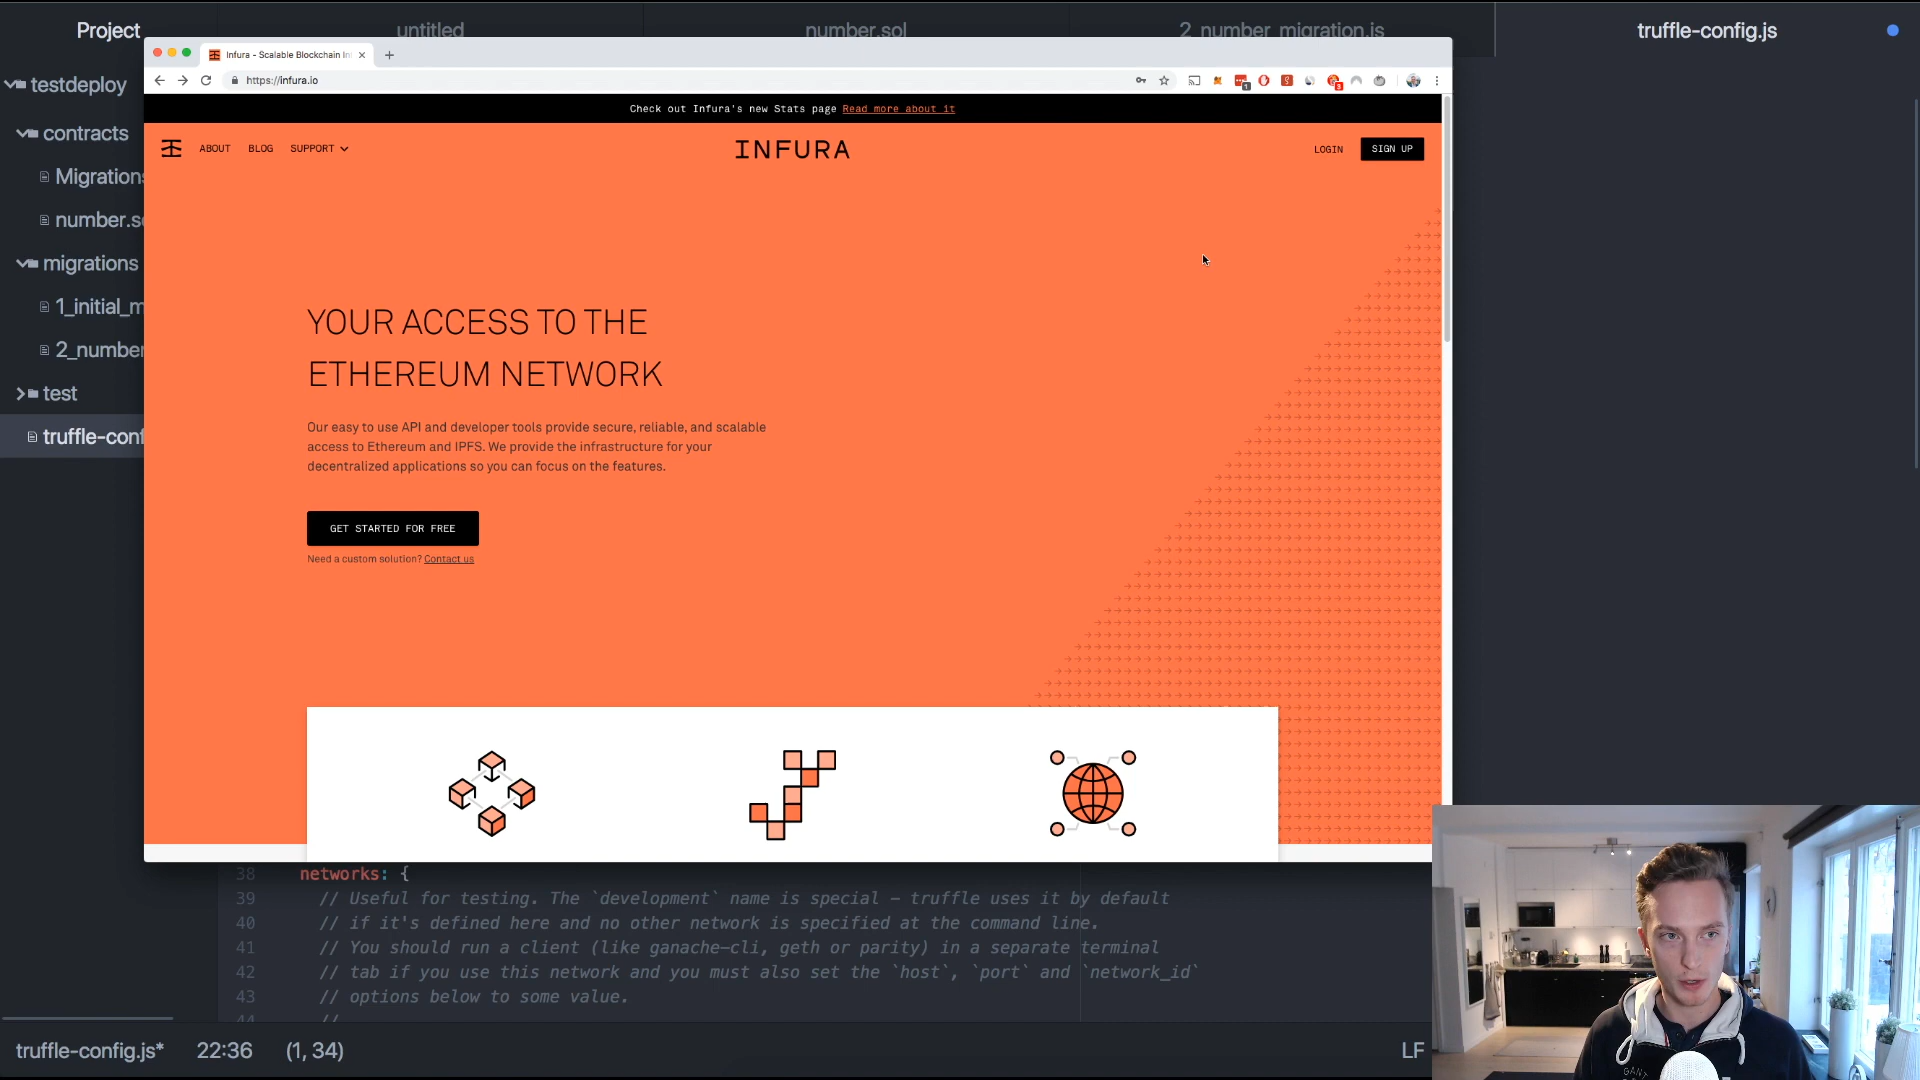 Project
untitled
number.sol
2_number_migration.js
truffle-config.js
testdeploy
contracts
Migrations
number.so
migrations
1_initial_m
2_number
test
truffle-conf
Infura - Scalable Blockchain In
https://infura.io
Check out Infura's new Stats page Read more about it
ABOUT
BLOG
SUPPORT
INFURA
LOGIN
SIGN UP
YOUR ACCESS TO THE
ETHEREUM NETWORK
Our easy to use API and developer tools provide secure, reliable, and scalable
access to Ethereum and IPFS. We provide the infrastructure for your
decentralized applications so you can focus on the features.
GET STARTED FOR FREE
Need a custom solution? Contact us
38 networks: {
39 // Useful for testing. The `development` name is special – truffle uses it by default
40 // if it's defined here and no other network is specified at the command line.
41 // You should run a client (like ganache-cli, geth or parity) in a separate terminal
42 // tab if you use this network and you must also set the `host`, `port` and `network_id`
43 // options below to some value.
44 //
truffle-config.js* 22:36 (1, 34)
LF
GANT